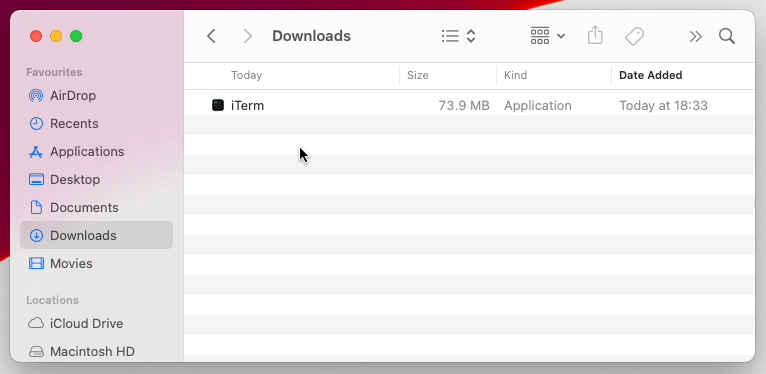 Downloads
Favourites
AirDrop
Recents
Applications
Desktop
Documents
Downloads
Movies
Locations
iCloud Drive
Macintosh HD
Today Size Kind Date Added
iTerm 73.9 MB Application Today at 18:33